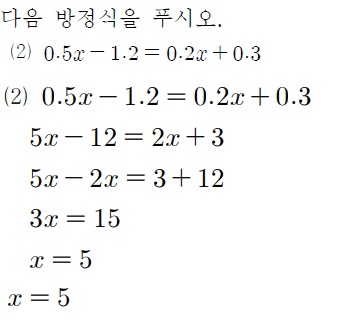 다음 방정식을 푸시오.
(2) 0.5x − 1.2 = 0.2x + 0.3
(2) 0.5x − 1.2 = 0.2x + 0.3
5x − 12 = 2x + 3
5x − 2x = 3 + 12
3x = 15
x = 5
x = 5